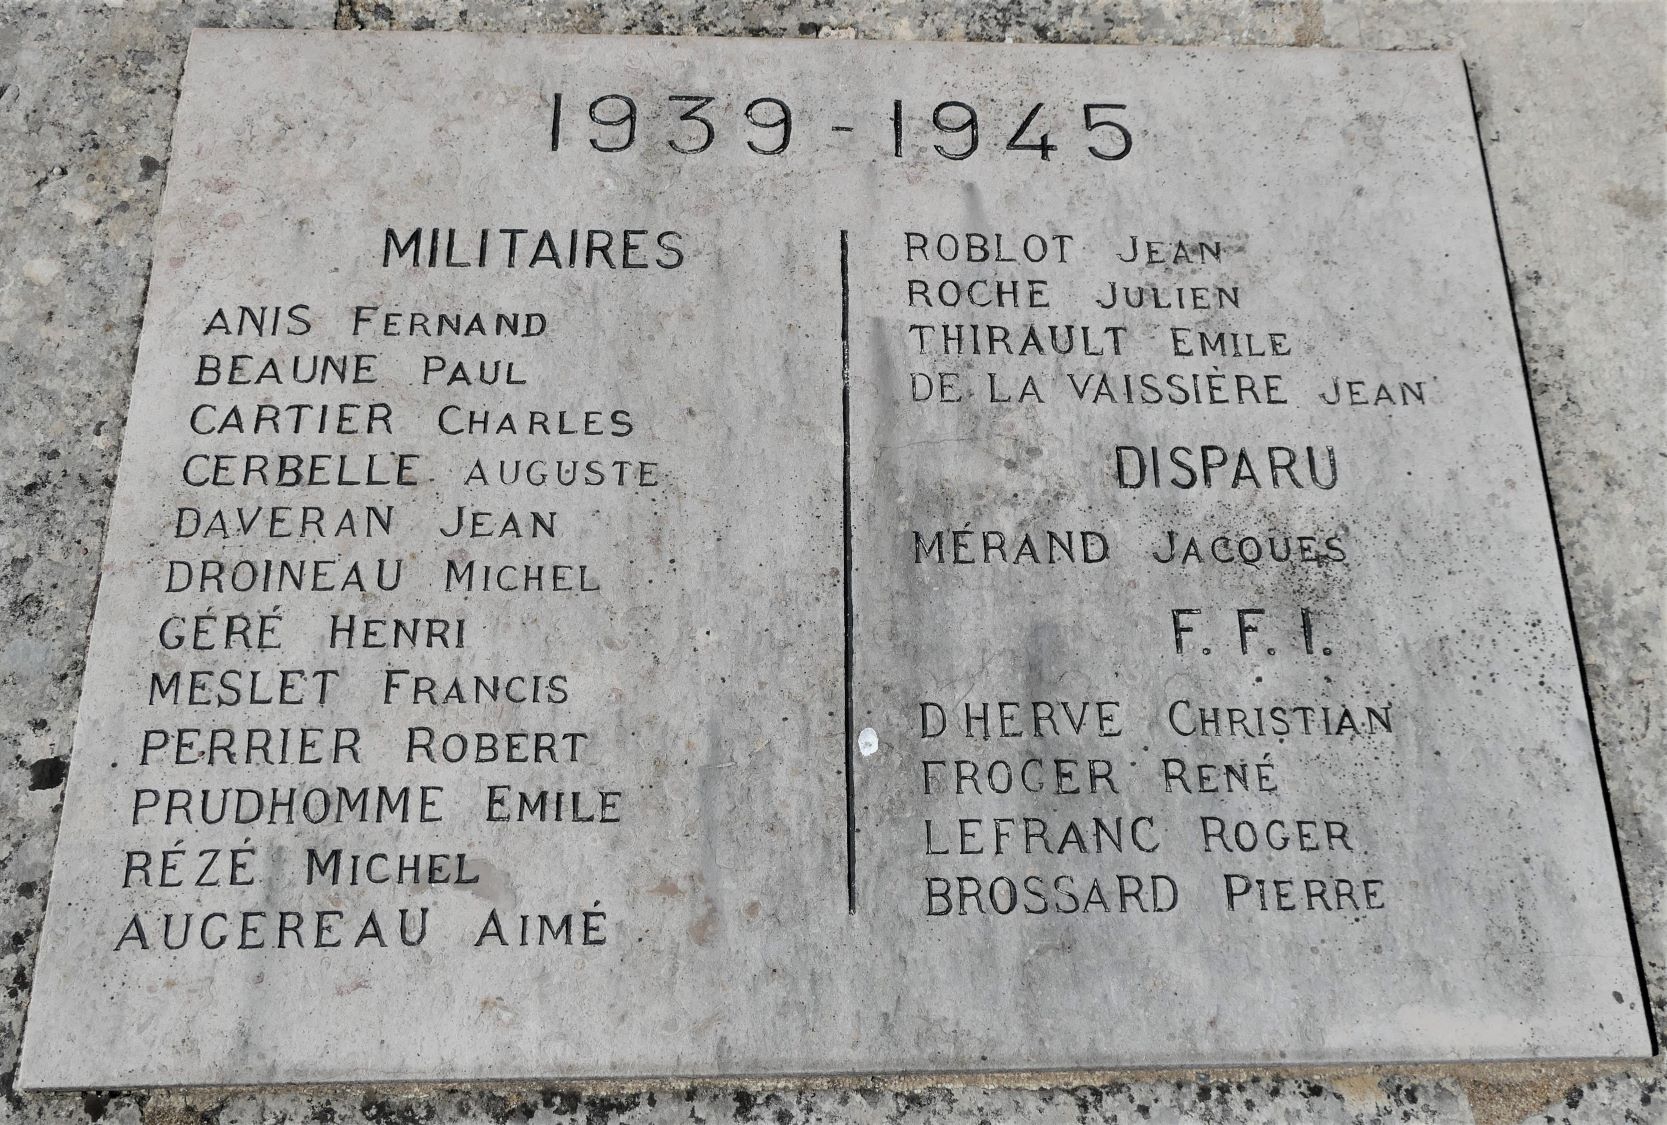 1939 - 1945
MILITAIRES
ANIS FERNAND
BEAUNE PAUL
CARTIER CHARLES
CERBELLE AUGUSTE
DAVERAN JEAN
DROINEAU MICHEL
GÉRÉ HENRI
MESLET FRANCIS
PERRIER ROBERT
PRUDHOMME EMILE
RÉZÉ MICHEL
AUGEREAU AIMÉ
ROBLOT JEAN
ROCHE JULIEN
THIRAULT EMILE
DE LA VAISSIÈRE JEAN
DISPARU
MÉRAND JACQUES
F. F. I.
D HERVE CHRISTIAN
FROGER RENÉ
LEFRANC ROGER
BROSSARD PIERRE